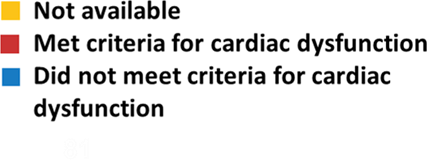 Not available
Met criteria for cardiac dysfunction
Did not meet criteria for cardiac
dysfunction